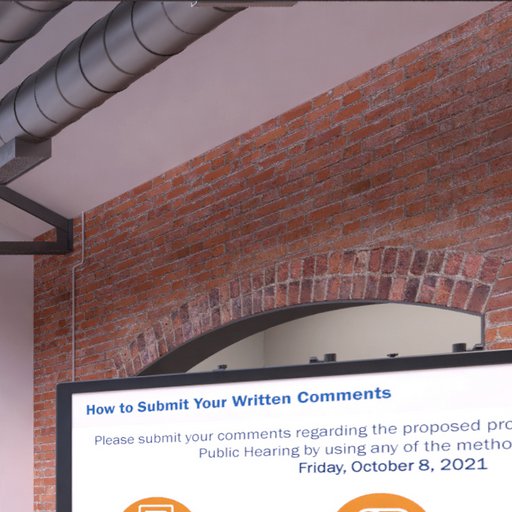 How to Submit Your Written Comments
Please submit your comments regarding the proposed
Public Hearing by using any of the
Friday, October 8, 2021